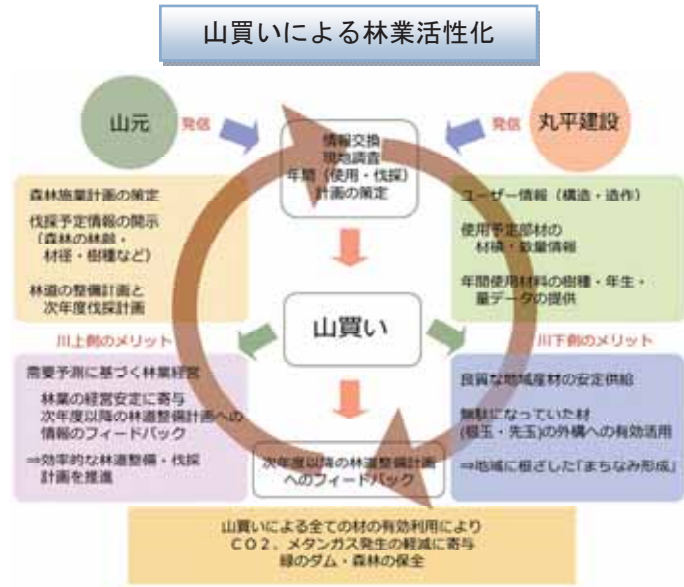 山買いによる林業活性化
山元
発信
情報交換
現地調査
年間（使用・伐採）
計画の策定
発信
丸平建設
森林施業計画の策定
伐採予定情報の開示
（森林の林齢・
材径・樹種など）
林道の整備計画と
次年度伐採計画
ユーザー情報（構造・造作）
使用予定部材の
材積・数量情報
年間使用材料の樹種・年生・
量データの提供
山買い
川上側のメリット
需要予測に基づく林業経営
林業の経営安定に寄与
次年度以降の林道整備計画への
情報のフィードバック
⇒効率的な林道整備・伐採
計画を推進
川下側のメリット
良質な地域産材の安定供給
無駄になっていた材
(根玉・先玉)の外構への有効活用
⇒地域に根ざした「まちなみ形成」
次年度以降の林道整備計画
へのフィードバック
山買いによる全ての材の有効利用により
ＣＯ２、メタンガス発生の軽減に寄与
緑のダム・森林の保全